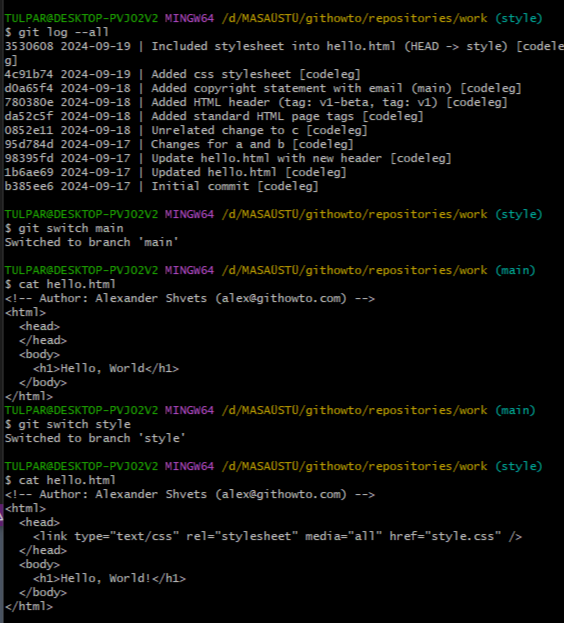 TULPAR@DESKTOP-PVJO2V2 MINGW64 /d/MASAÜSTÜ/githowto/repositories/work (style)
$ git log --all
3530608 2024-09-19 | Included stylesheet into hello.html (HEAD -> style) [codele
g]
4c91b74 2024-09-19 | Added css stylesheet [codeleg]
d0a65f4 2024-09-18 | Added copyright statement with email (main) [codeleg]
780380e 2024-09-18 | Added HTML header (tag: v1-beta, tag: v1) [codeleg]
da52c5f 2024-09-18 | Added standard HTML page tags [codeleg]
0852e11 2024-09-18 | Unrelated change to c [codeleg]
95d784d 2024-09-17 | Changes for a and b [codeleg]
98395fd 2024-09-17 | Update hello.html with new header [codeleg]
1b6ae69 2024-09-17 | Updated hello.html [codeleg]
b385ee6 2024-09-17 | Initial commit [codeleg]
TULPAR@DESKTOP-PVJO2V2 MINGW64 /d/MASAÜSTÜ/githowto/repositories/work (style)
$ git switch main
Switched to branch 'main'
TULPAR@DESKTOP-PVJO2V2 MINGW64 /d/MASAÜSTÜ/githowto/repositories/work (main)
$ cat hello.html
<!-- Author: Alexander Shvets (alex@githowto.com) -->
<html>
  <head>
  </head>
  <body>
    <h1>Hello, World</h1>
  </body>
</html>
TULPAR@DESKTOP-PVJO2V2 MINGW64 /d/MASAÜSTÜ/githowto/repositories/work (main)
$ git switch style
Switched to branch 'style'
TULPAR@DESKTOP-PVJO2V2 MINGW64 /d/MASAÜSTÜ/githowto/repositories/work (style)
$ cat hello.html
<!-- Author: Alexander Shvets (alex@githowto.com) -->
<html>
  <head>
    <link type="text/css" rel="stylesheet" media="all" href="style.css" />
  </head>
  <body>
    <h1>Hello, World!</h1>
  </body>
</html>